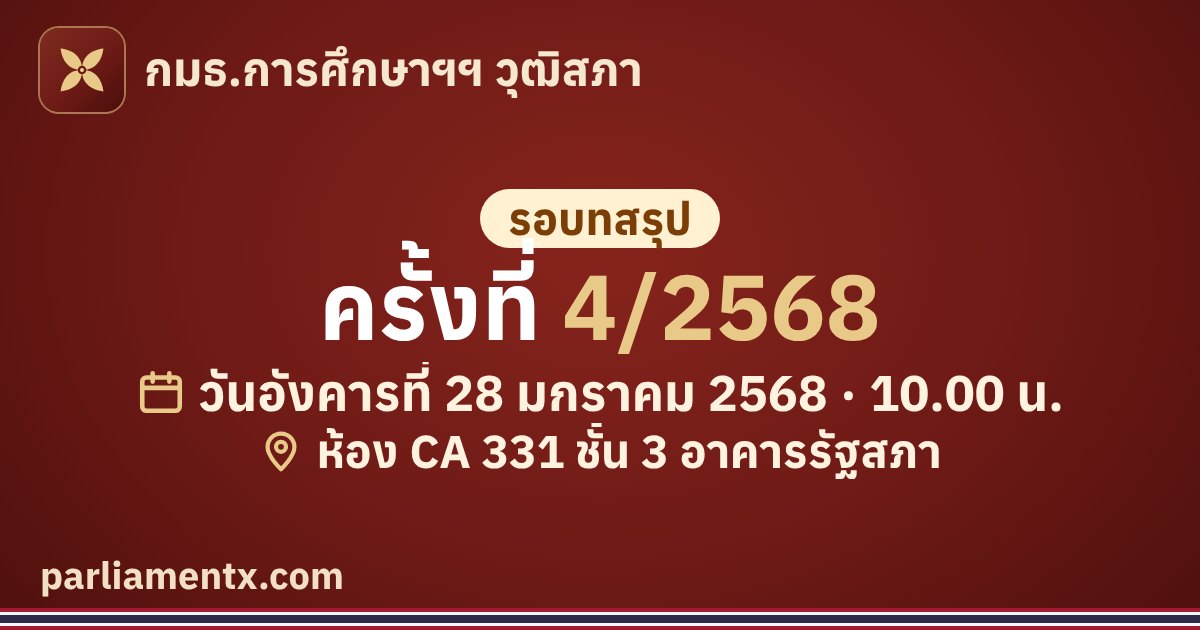 กมธ.การศึกษาฯฯ วุฒิสภา
รอบทสรุป
ครั้งที่ 4/2568
วันอังคารที่ 28 มกราคม 2568 · 10.00 น.
ห้อง CA 331 ชั้น 3 อาคารรัฐสภา
parliamentx.com